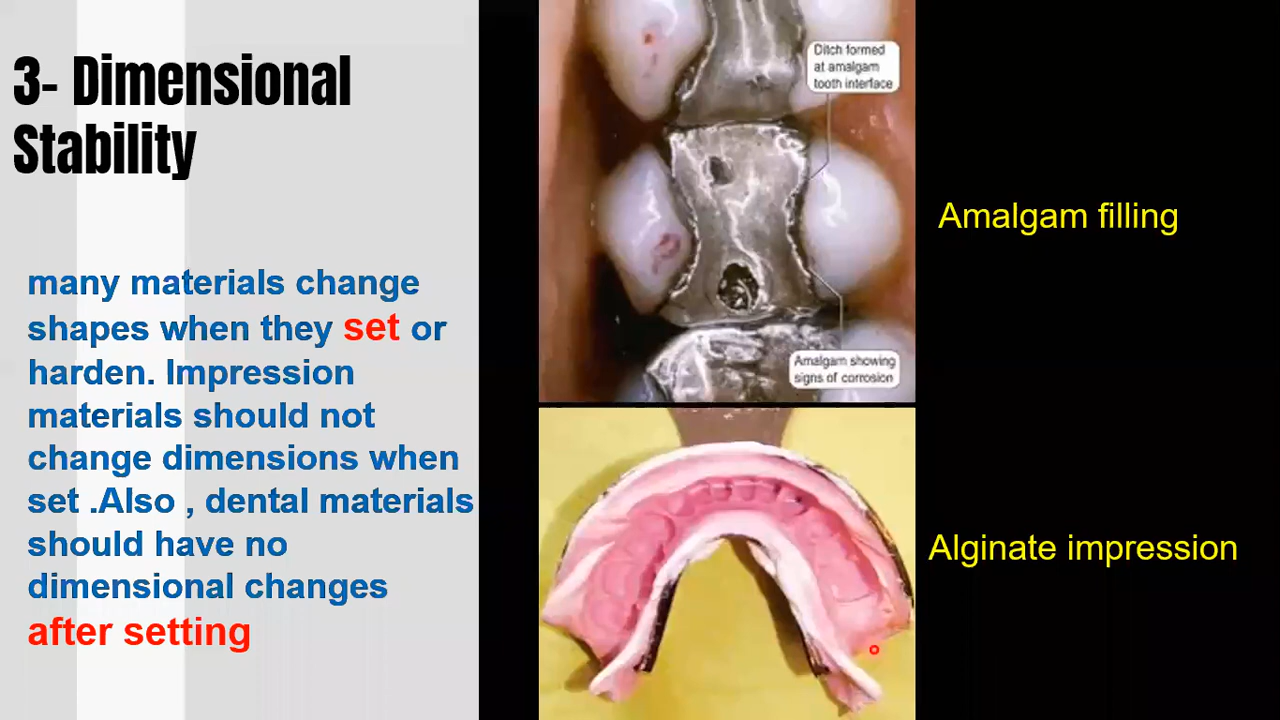 3- Dimensional
Stability
many materials change
shapes when they set or
harden. Impression
materials should not
change dimensions when
set .Also , dental materials
should have no
dimensional changes
after setting
Ditch formed
at amalgam
tooth interface
Amalgam showing
signs of corrosion
Amalgam filling
Alginate impression